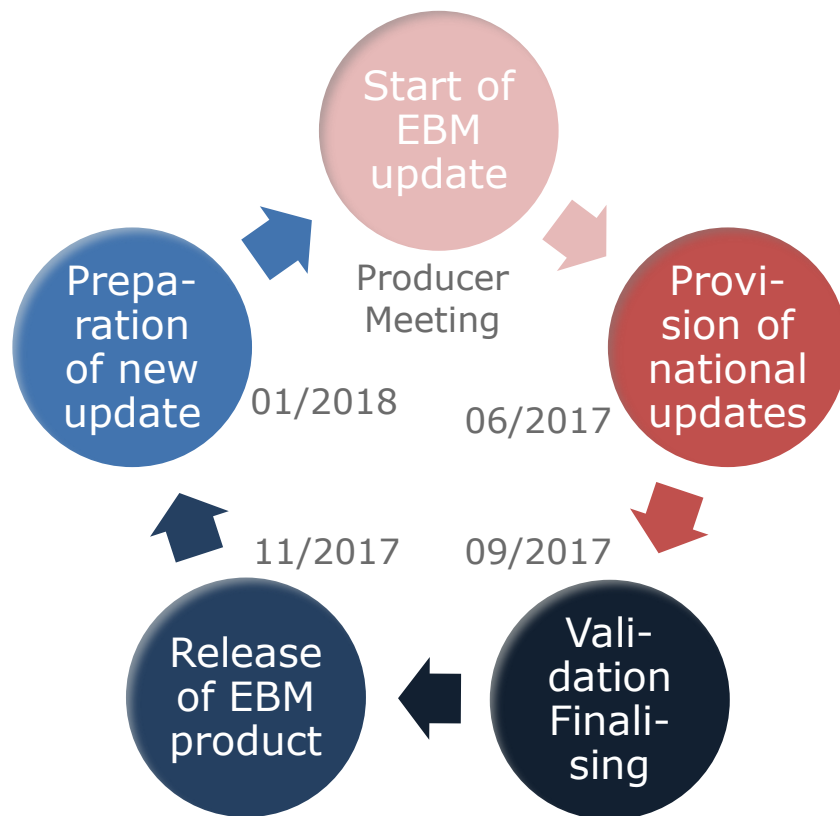 Start of
EBM
update
Producer
Meeting
Provi-
sion of
national
updates
06/2017
Vali-
dation
Finali-
sing
09/2017
Release
of EBM
product
11/2017
Prepa-
ration
of new
update
01/2018